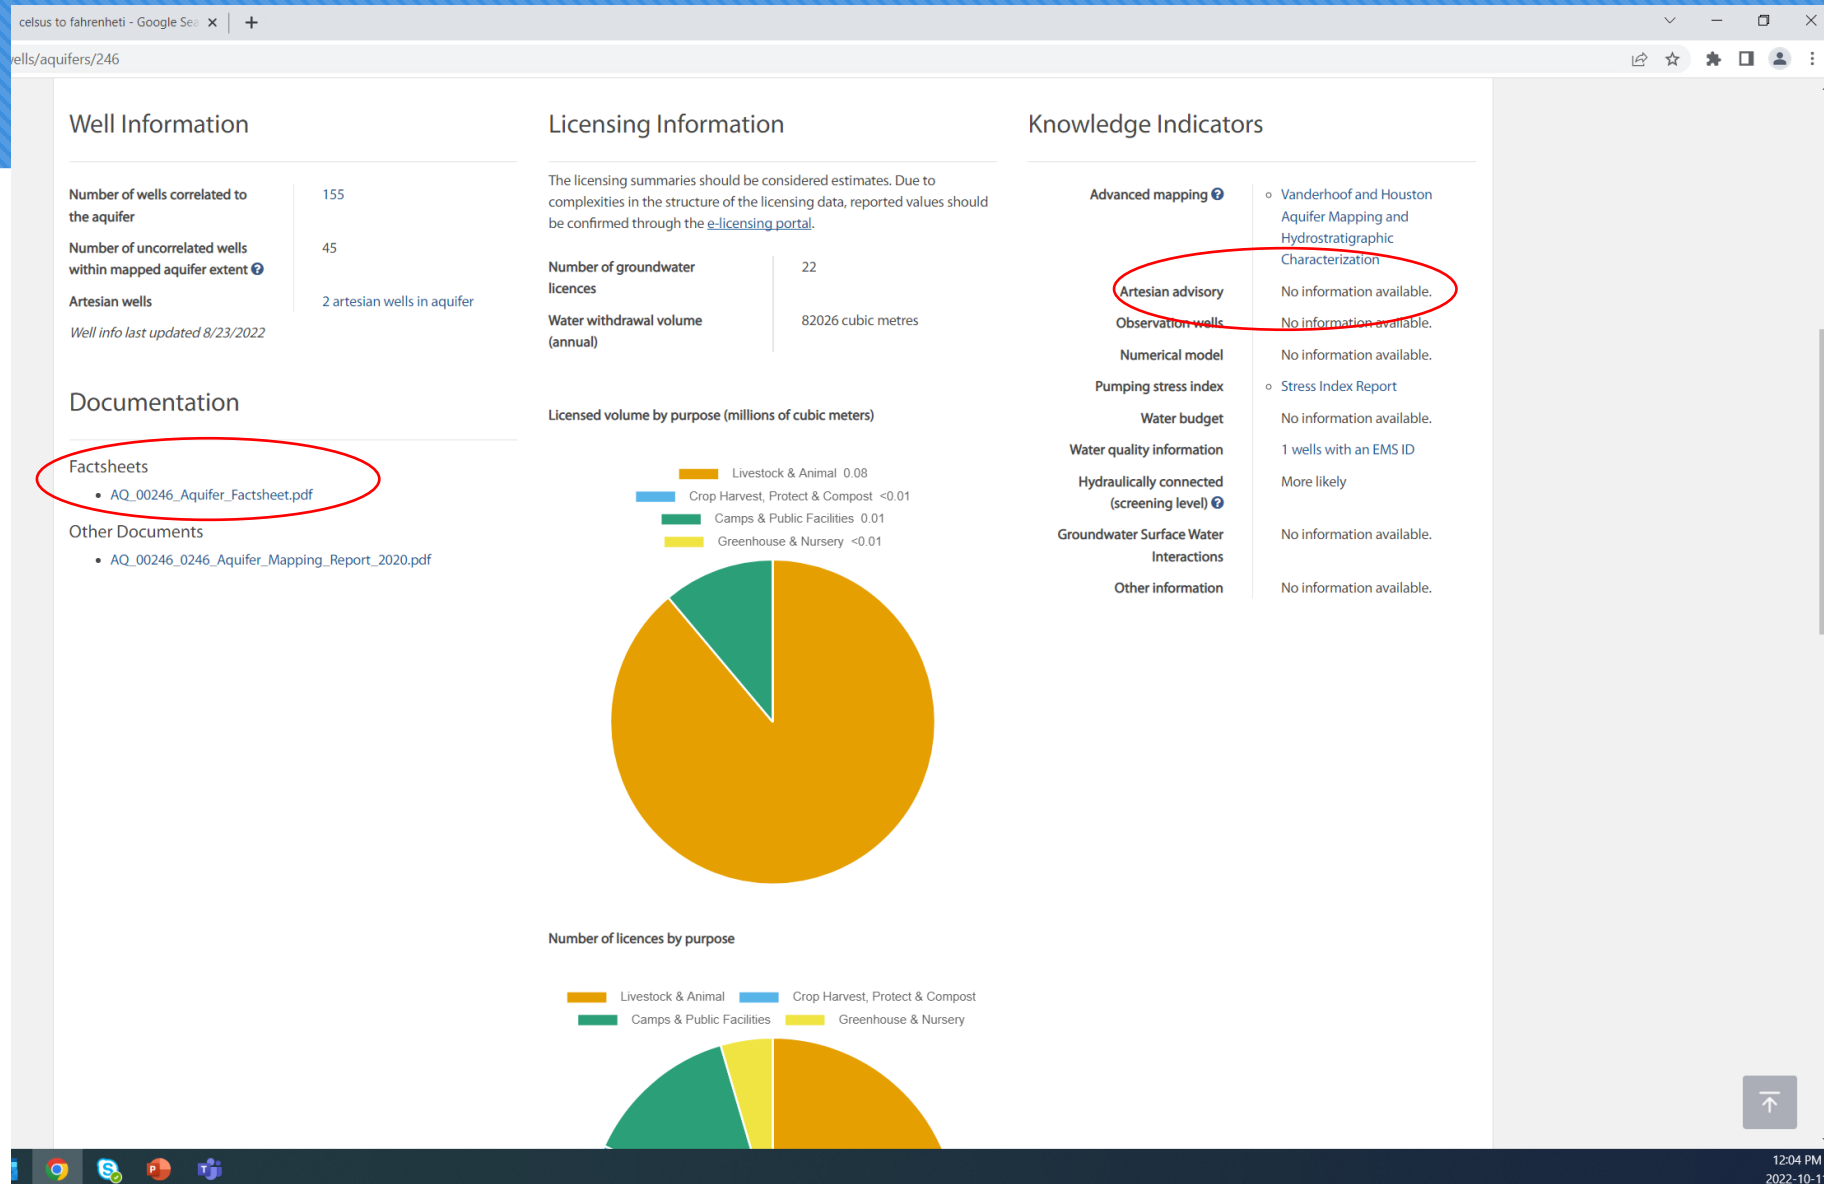 celsus to fahrenheti - Google Sea
ells/aquifers/246
Well Information
Number of wells correlated to
the aquifer
155
Number of uncorrelated wells
within mapped aquifer extent
45
Artesian wells
2 artesian wells in aquifer
Well info last updated 8/23/2022
Documentation
Factsheets
• AQ_00246_Aquifer_Factsheet.pdf
Other Documents
• AQ_00246_0246_Aquifer_Mapping_Report_2020.pdf
Licensing Information
The licensing summaries should be considered estimates. Due to
complexities in the structure of the licensing data, reported values should
be confirmed through the e-licensing portal.
Number of groundwater
licences
22
Water withdrawal volume
(annual)
82026 cubic metres
Licensed volume by purpose (millions of cubic meters)
Livestock & Animal 0.08
Crop Harvest, Protect & Compost <0.01
Camps & Public Facilities 0.01
Greenhouse & Nursery <0.01
Number of licences by purpose
Livestock & Animal Crop Harvest, Protect & Compost
Camps & Public Facilities Greenhouse & Nursery
Knowledge Indicators
Advanced mapping
Vanderhoof and Houston
Aquifer Mapping and
Hydrostratigraphic
Characterization
Artesian advisory No information available.
Observation wells No information available.
Numerical model No information available.
Pumping stress index Stress Index Report
Water budget No information available.
Water quality information 1 wells with an EMS ID
Hydraulically connected
(screening level)
More likely
Groundwater Surface Water
Interactions
No information available.
Other information No information available.
12:04 PM
2022-10-1